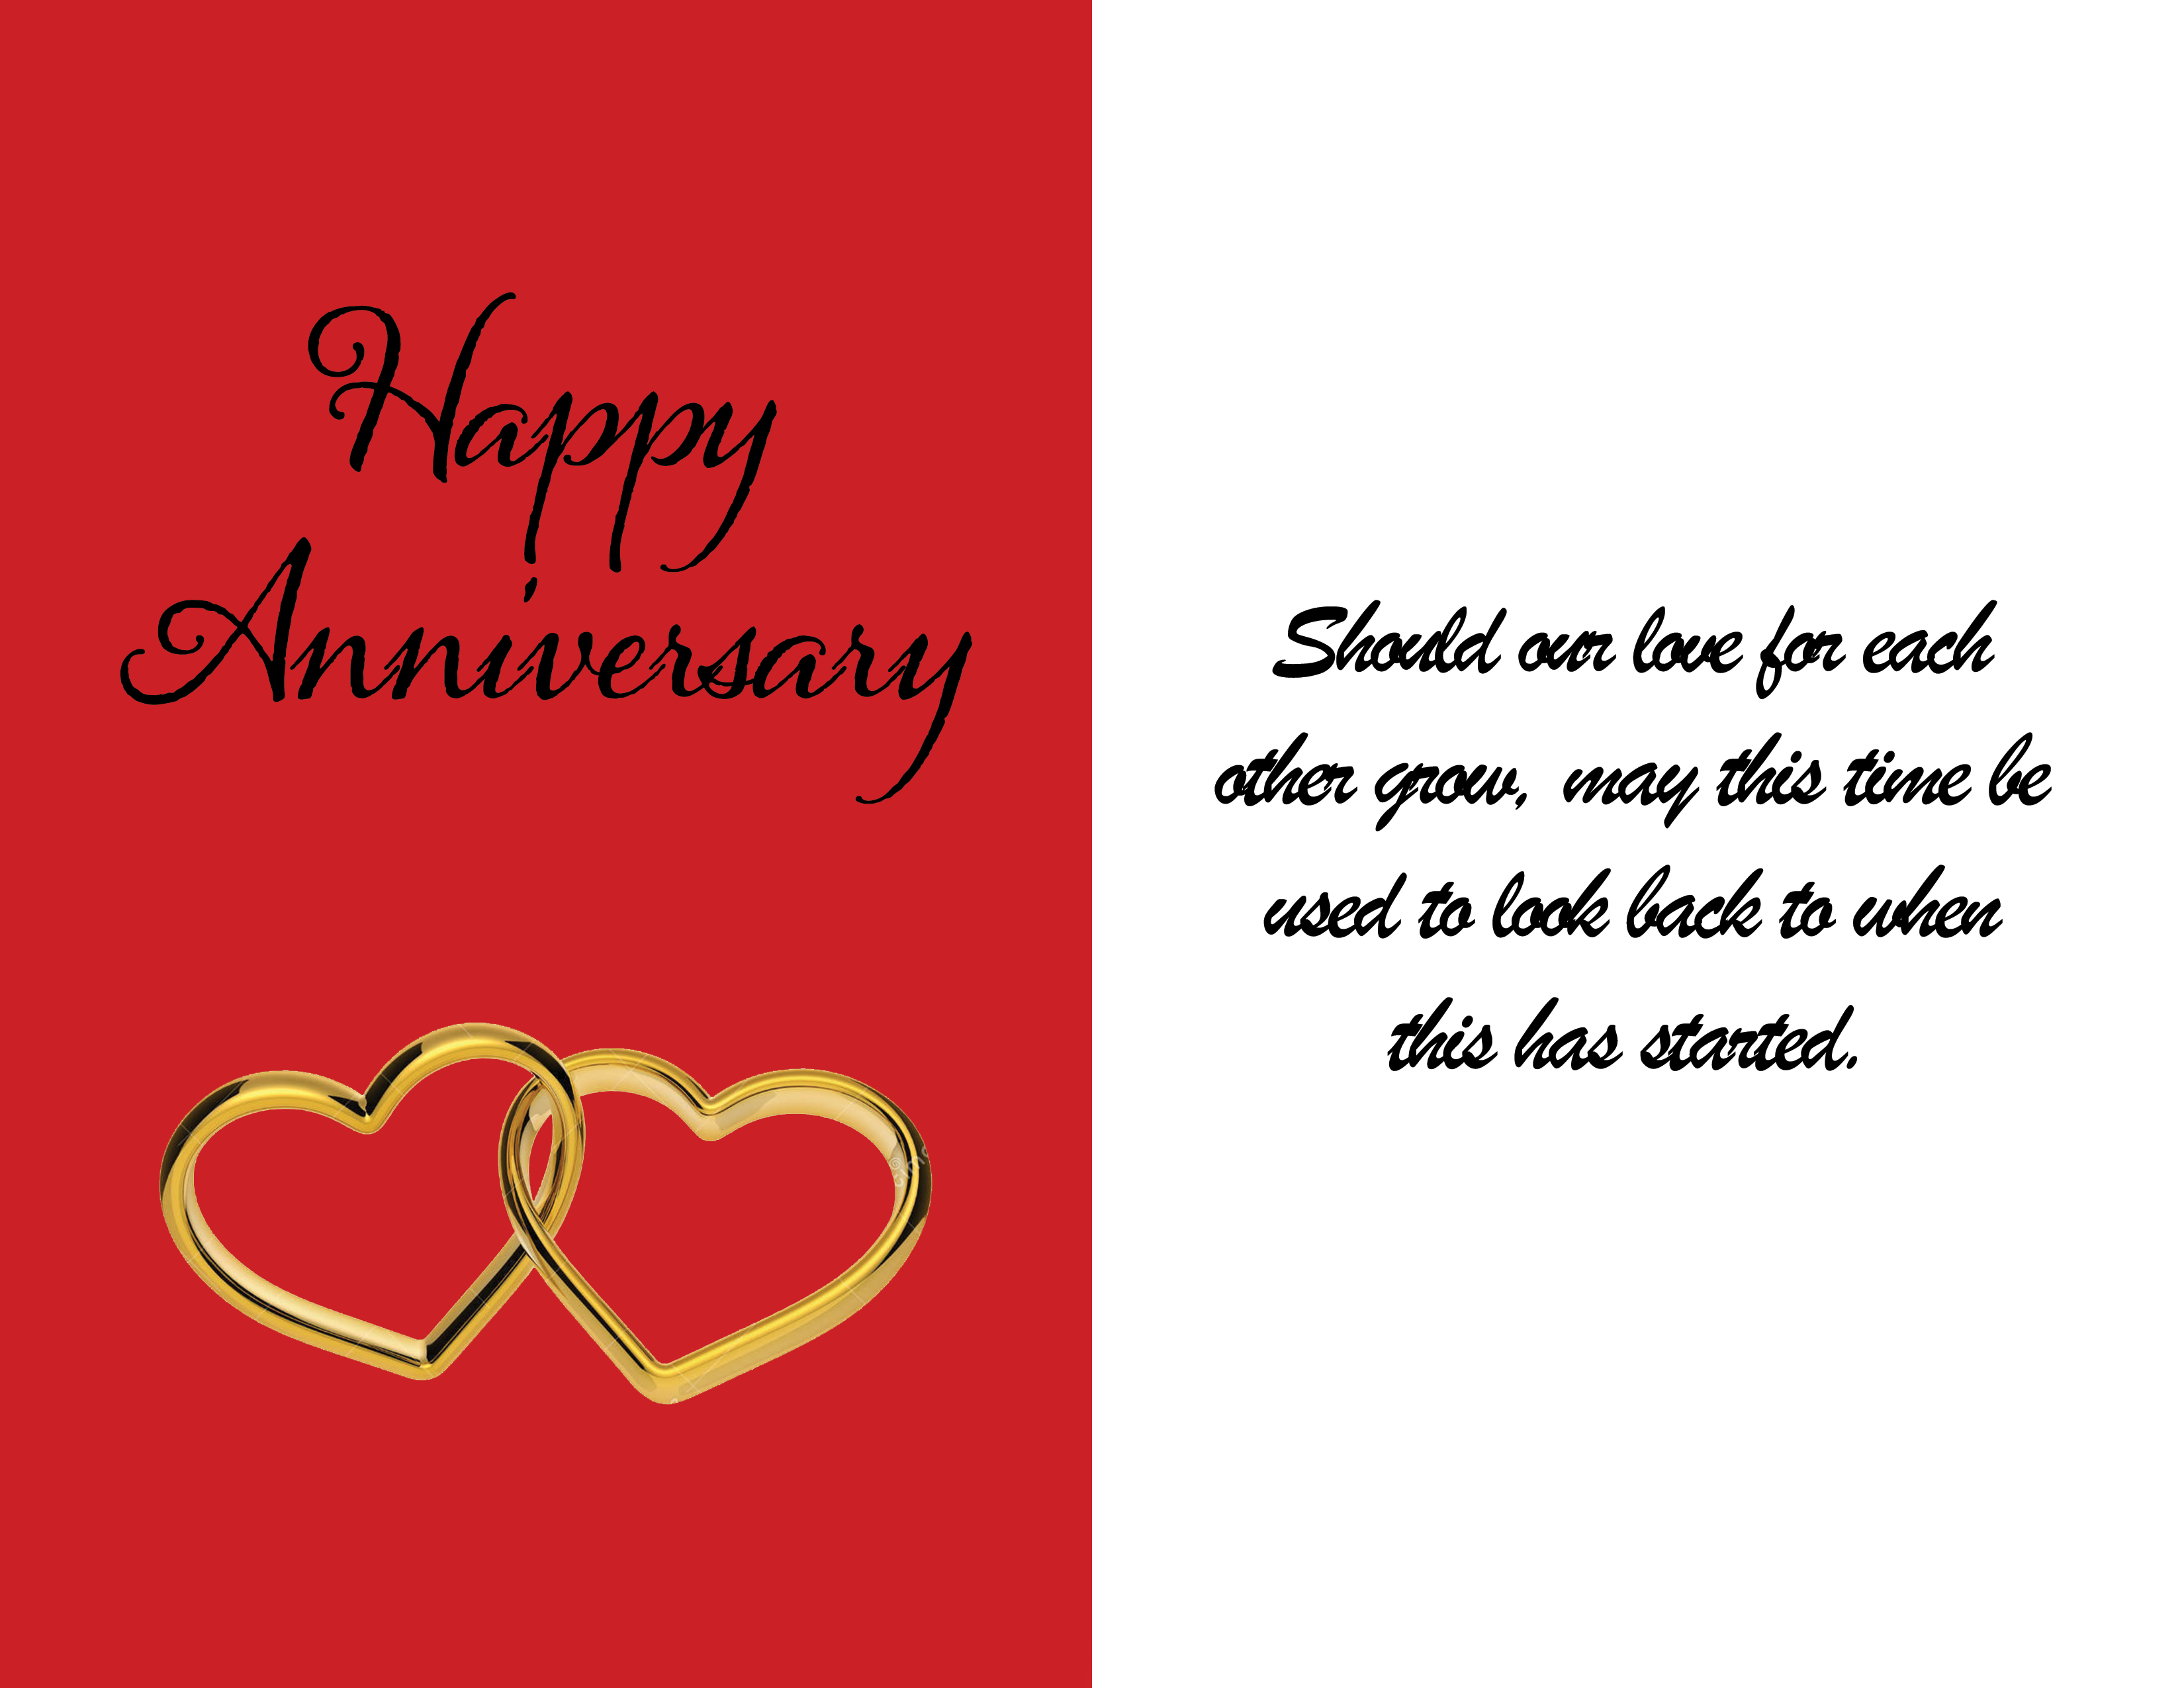 Happy
Anniversary
Should our love for each
other grow, may this time be
used to look back to when
this has started.